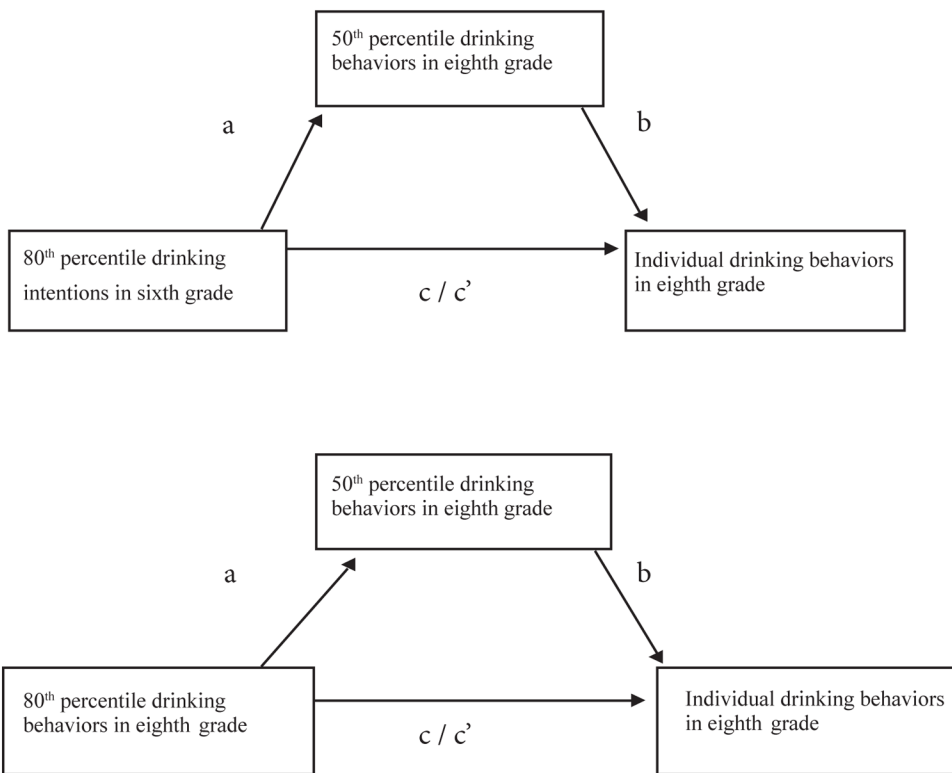 50th percentile drinking
behaviors in eighth grade
a
b
80th percentile drinking
intentions in sixth grade
Individual drinking behaviors
in eighth grade
c / c’
50th percentile drinking
behaviors in eighth grade
a
b
80th percentile drinking
behaviors in eighth grade
Individual drinking behaviors
in eighth grade
c / c’